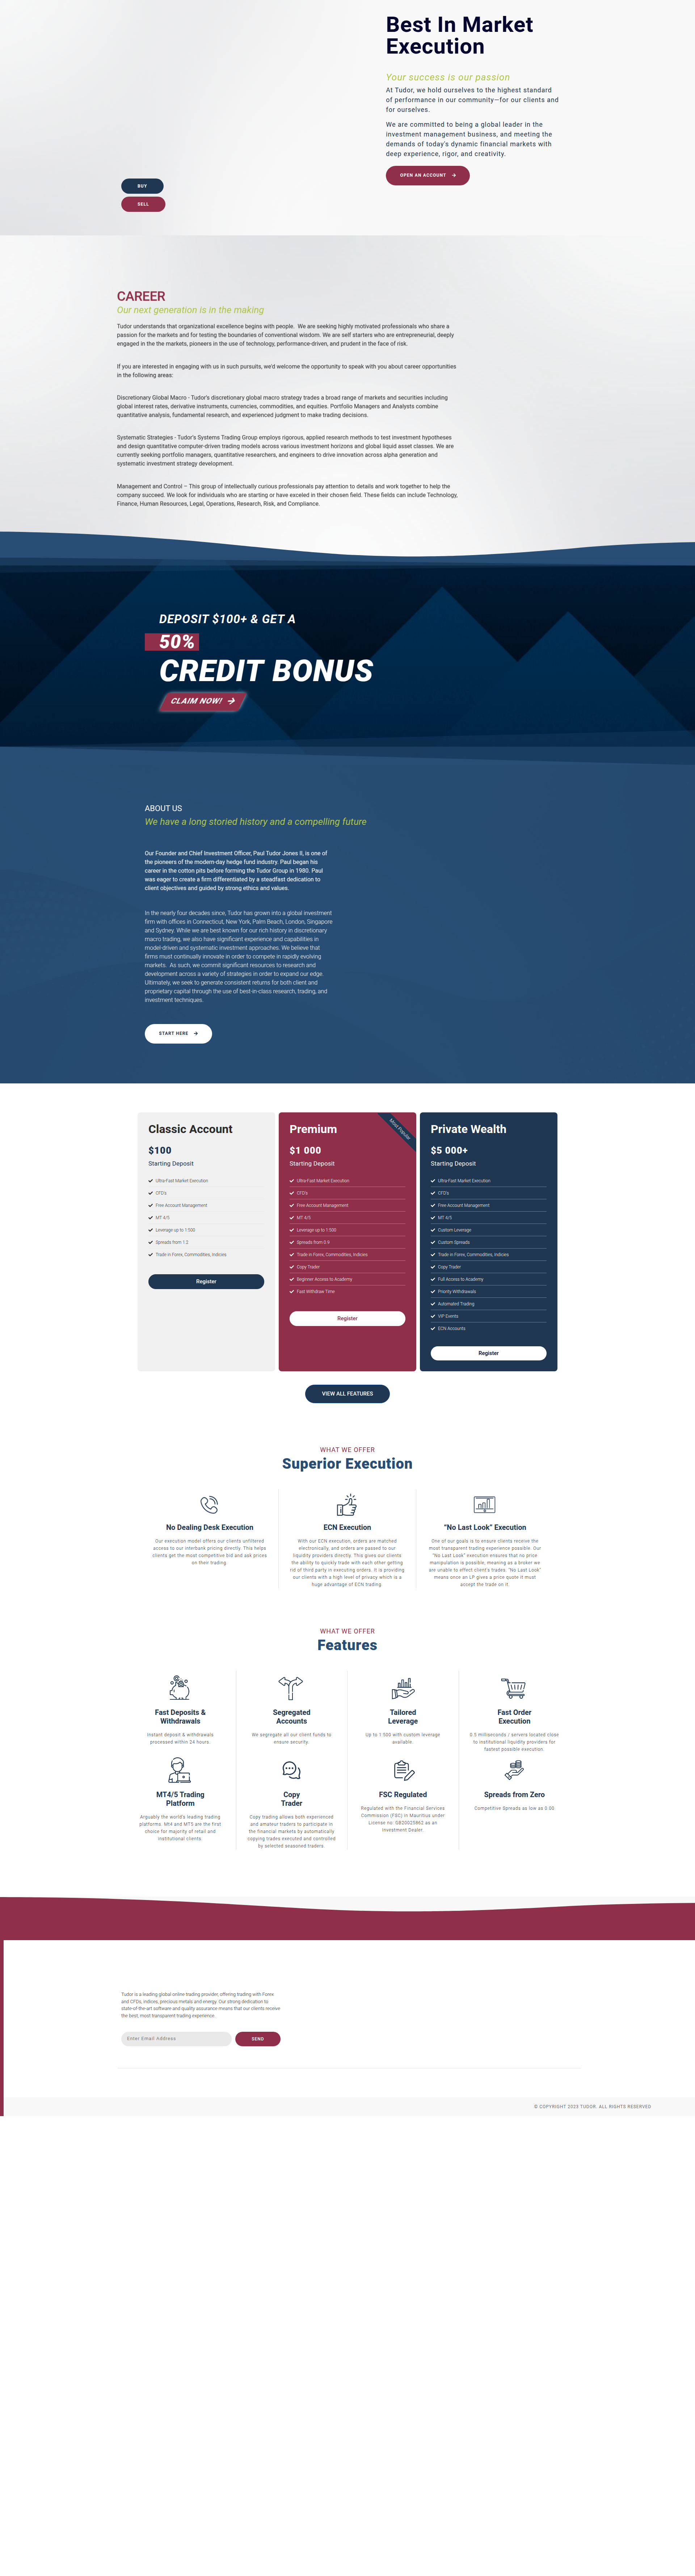 Best In Market
Execution
Your success is our passion
At Tudor, we hold ourselves to the highest standard
of performance in our community—for our clients and
for ourselves.
We are committed to being a global leader in the
investment management business, and meeting the
demands of today's dynamic financial markets with
deep experience, rigor, and creativity.
OPEN AN ACCOUNT
BUY
SELL
CAREER
Our next generation is in the making
Tudor understands that organizational excellence begins with people. We are seeking highly motivated professionals who share a
passion for the markets and for testing the boundaries of conventional wisdom. We are self starters who are entrepreneurial, deeply
engaged in the the markets, pioneers in the use of technology, performance-driven, and prudent in the face of risk.
If you are interested in engaging with us in such pursuits, we'd welcome the opportunity to speak with you about career opportunities
in the following areas:
Discretionary Global Macro - Tudor's discretionary global macro strategy trades a broad range of markets and securities including
global interest rates, derivative instruments, currencies, commodities, and equities. Portfolio Managers and Analysts combine
quantitative analysis, fundamental research, and experienced judgment to make trading decisions.
Systematic Strategies - Tudor's Systems Trading Group employs rigorous, applied research methods to test investment hypotheses
and design quantitative computer-driven trading models across various investment horizons and global liquid asset classes. We are
currently seeking portfolio managers, quantitative researchers, and engineers to drive innovation across alpha generation and
systematic investment strategy development.
Management and Control – This group of intellectually curious professionals pay attention to details and work together to help the
company succeed. We look for individuals who are starting or have exceled in their chosen field. These fields can include Technology,
Finance, Human Resources, Legal, Operations, Research, Risk, and Compliance.
DEPOSIT $100+ & GET A
50%
CREDIT BONUS
CLAIM NOW!
ABOUT US
We have a long storied history and a compelling future
Our Founder and Chief Investment Officer, Paul Tudor Jones II, is one of
the pioneers of the modern-day hedge fund industry. Paul began his
career in the cotton pits before forming the Tudor Group in 1980. Paul
was eager to create a firm differentiated by a steadfast dedication to
client objectives and guided by strong ethics and values.
In the nearly four decades since, Tudor has grown into a global investment
firm with offices in Connecticut, New York, Palm Beach, London, Singapore
and Sydney. While we are best known for our rich history in discretionary
macro trading, we also have significant experience and capabilities in
model-driven and systematic investment approaches. We believe that
firms must continually innovate in order to compete in rapidly evolving
markets. As such, we commit significant resources to research and
development across a variety of strategies in order to expand our edge.
Ultimately, we seek to generate consistent returns for both client and
proprietary capital through the use of best-in-class research, trading, and
investment techniques.
START HERE
Classic Account
$100
Starting Deposit
Ultra-Fast Market Execution
CFD's
Free Account Management
MT 4/5
Leverage up to 1:500
Spreads from 1.2
Trade in Forex, Commodities, Indicies
Register
Most Popular
Premium
$1 000
Starting Deposit
Ultra-Fast Market Execution
CFD's
Free Account Management
MT 4/5
Leverage up to 1:500
Spreads from 0.9
Trade in Forex, Commodities, Indicies
Copy Trader
Beginner Access to Academy
Fast Withdraw Time
Register
Private Wealth
$5 000+
Starting Deposit
Ultra-Fast Market Execution
CFD's
Free Account Management
MT 4/5
Custom Leverage
Custom Spreads
Trade in Forex, Commodities, Indicies
Copy Trader
Full Access to Academy
Priority Withdrawals
Automated Trading
VIP Events
ECN Accounts
Register
VIEW ALL FEATURES
WHAT WE OFFER
Superior Execution
No Dealing Desk Execution
Our execution model offers our clients unfiltered
access to our interbank pricing directly. This helps
clients get the most competitive bid and ask prices
on their trading.
ECN Execution
With our ECN execution, orders are matched
electronically, and orders are passed to our
liquidity providers directly. This gives our clients
the ability to quickly trade with each other getting
rid of third party in executing orders. It is providing
our clients with a high level of privacy which is a
huge advantage of ECN trading.
“No Last Look” Execution
One of our goals is to ensure clients receive the
most transparent trading experience possible. Our
“No Last Look” execution ensures that no price
manipulation is possible, meaning as a broker we
are unable to effect client's trades. “No Last Look”
means once an LP gives a price quote it must
accept the trade on it.
WHAT WE OFFER
Features
Fast Deposits &
Withdrawals
Instant deposit & withdrawals
processed within 24 hours.
Segregated
Accounts
We segregate all our client funds to
ensure security.
Tailored
Leverage
Up to 1:500 with custom leverage
available
Fast Order
Execution
0.5 milliseconds / servers located close
to institutional liquidity providers for
fastest possible execution
MT4/5 Trading
Platform
Arguably the world's leading trading
platforms. Mt4 and MT5 are the first
choice for majority of retail and
institutional clients.
Copy
Trader
Copy trading allows both experienced
and amateur traders to participate in
the financial markets by automatically
copying trades executed and controlled
by selected seasoned traders.
FSC Regulated
Regulated with the Financial Services
Commission (FSC) in Mauritius under
License no: GB20025862 as an
Investment Dealer.
Spreads from Zero
Competitive Spreads as low as 0.00.
Tudor is a leading global online trading provider, offering trading with Forex
and CFDs, indices, precious metals and energy. Our strong dedication to
state-of-the-art software and quality assurance means that our clients receive
the best, most transparent trading experience
Enter Email Address
SEND
© COPYRIGHT 2023 TUDOR. ALL RIGHTS RESERVED.